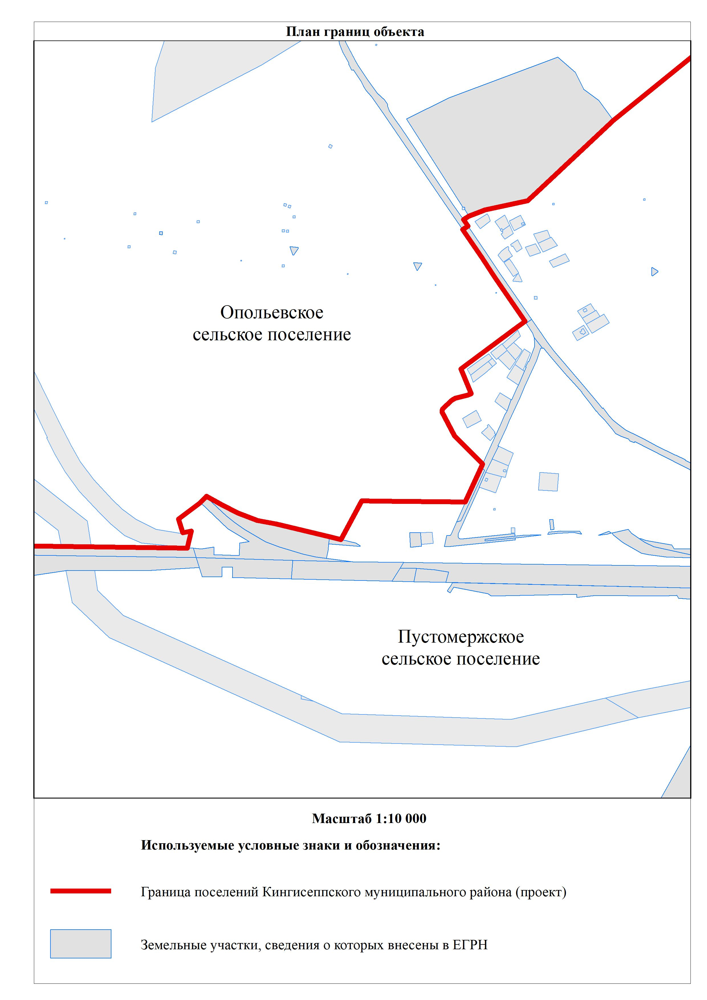 План границ объекта
Опольевское
сельское поселение
Пустомержское
сельское поселение
Масштаб 1:10 000
Используемые условные знаки и обозначения:
Граница поселений Кингисеппского муниципального района (проект)
Земельные участки, сведения о которых внесены в ЕГРН